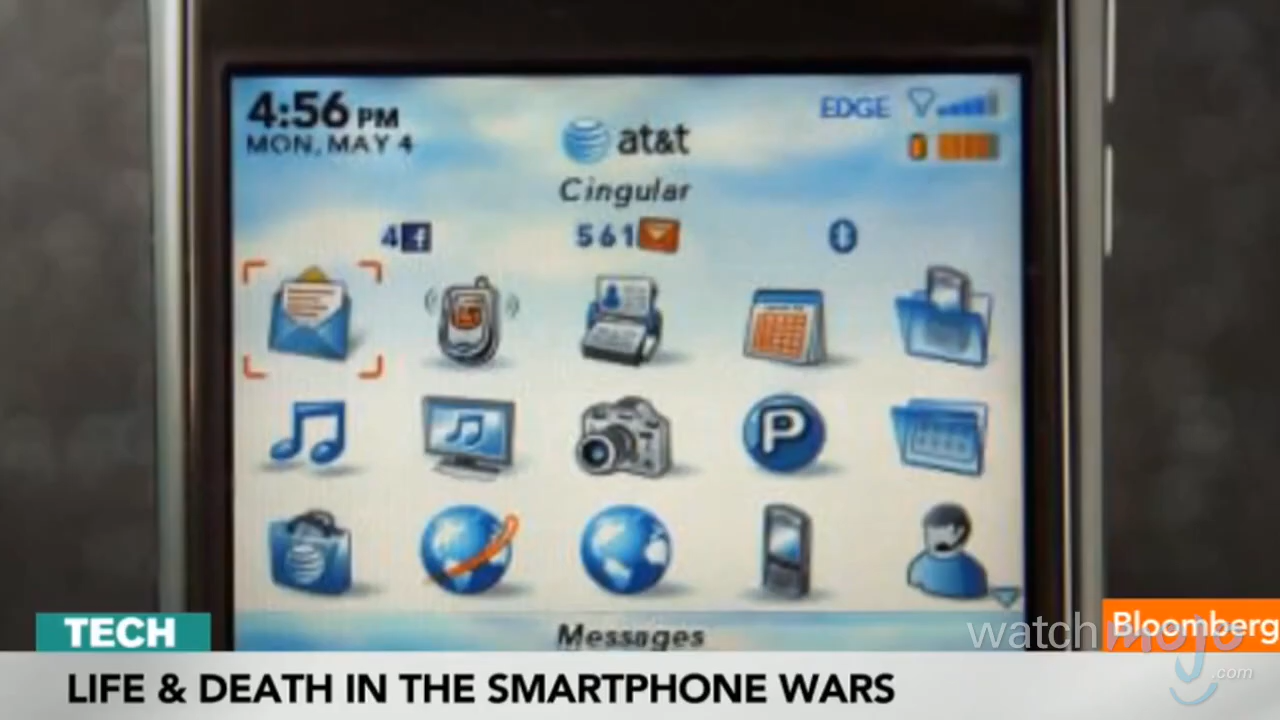 4:56 PM
EDGE
MON, MAY 4
at&t
Cingular
4 f
561
P
Messages
TECH
watchmojo
.com
Bloomberg
LIFE & DEATH IN THE SMARTPHONE WARS